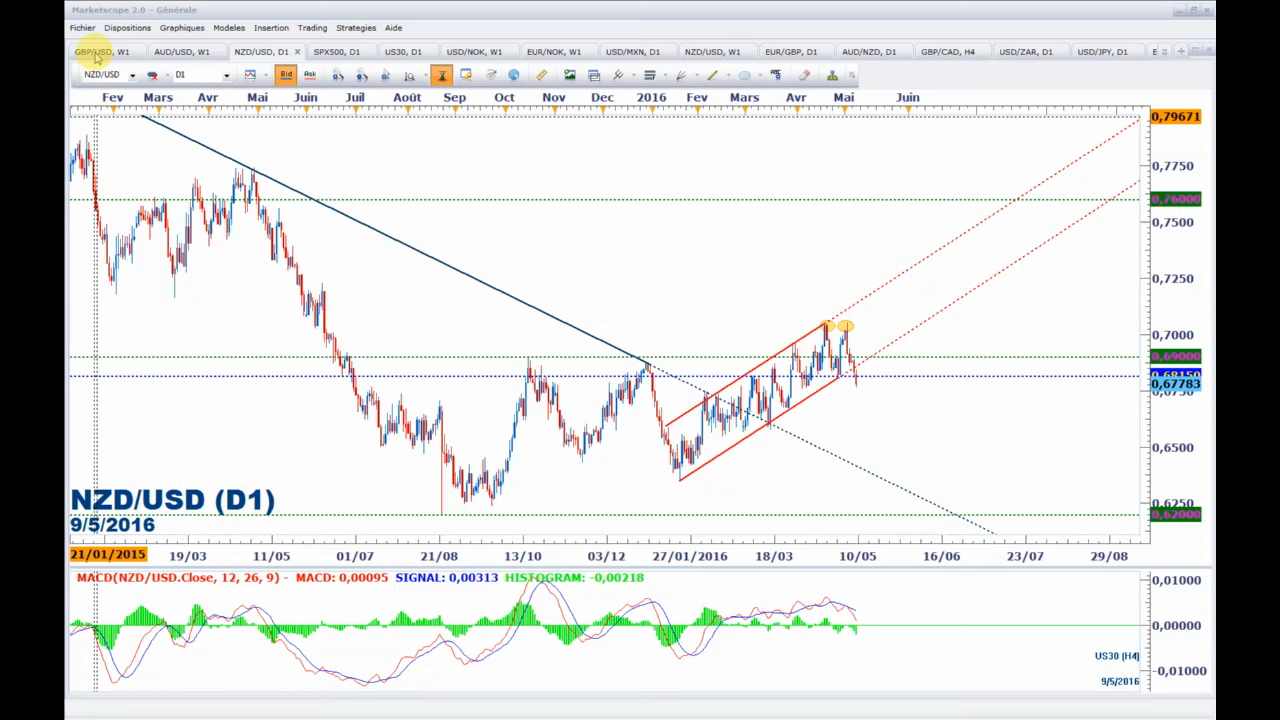 Marketscope 2.0 - Générale
Fichier Dispositions Graphiques Modeles Insertion Trading Strategies Aide
GBP/USD, W1 AUD/USD, W1 NZD/USD, D1 SPX500, D1 US30, D1 USD/NOK, W1 EUR/NOK, W1 USD/MXN, D1 NZD/USD, W1 EUR/GBP, D1 AUD/NZD, D1 GBP/CAD, H4 USD/ZAR, D1 USD/JPY, D1 E
NZD/USD D1 Bid Ask
Fev Mars Avr Mai Juin Juil Août Sep Oct Nov Dec 2016 Fev Mars Avr Mai Juin
0,79671
0,7750
0,76000
0,7500
0,7250
0,7000
0,69000
0,68150
0,67783
0,6750
0,6500
0,6250
0,62000
NZD/USD (D1)
9/5/2016
21/01/2015 19/03 11/05 01/07 21/08 13/10 03/12 27/01/2016 18/03 10/05 16/06 23/07 29/08
MACD(NZD/USD.Close, 12, 26, 9) - MACD: 0,00095 SIGNAL: 0,00313 HISTOGRAM: -0,00218
0,01000
0,00000
-0,01000
US30 (H4)
9/5/2016